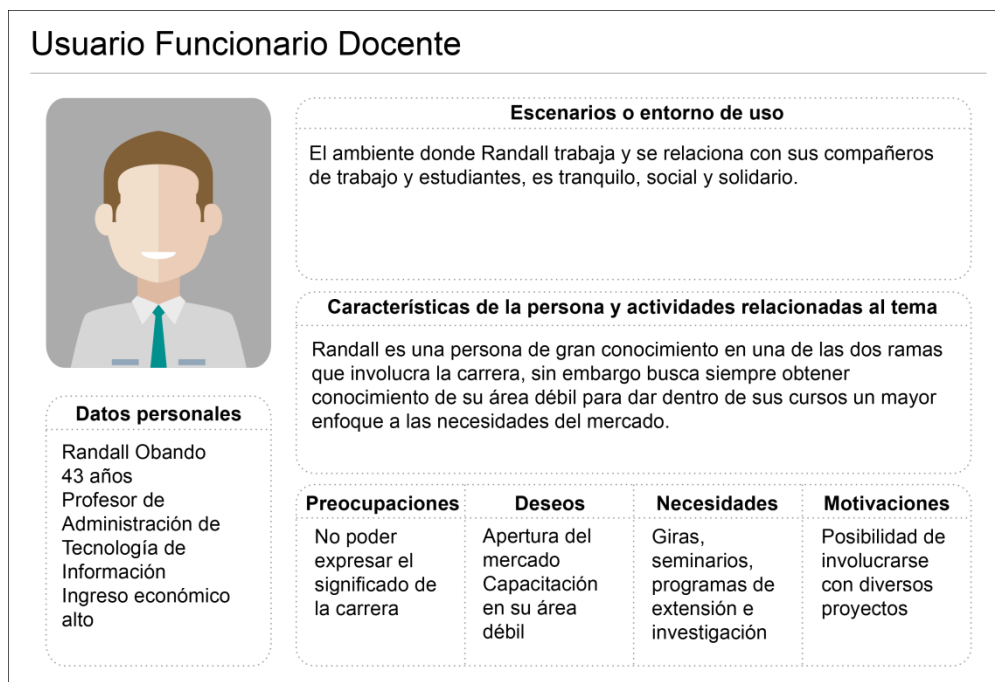 Usuario Funcionario Docente
Escenarios o entorno de uso
El ambiente donde Randall trabaja y se relaciona con sus compañeros
de trabajo y estudiantes, es tranquilo, social y solidario.
Características de la persona y actividades relacionadas al tema
Randall es una persona de gran conocimiento en una de las dos ramas
que involucra la carrera, sin embargo busca siempre obtener
conocimiento de su área débil para dar dentro de sus cursos un mayor
enfoque a las necesidades del mercado.
Datos personales
Randall Obando
43 años
Profesor de
Administración de
Tecnología de
Información
Ingreso económico
alto
Preocupaciones
No poder
expresar el
significado de
la carrera
Deseos
Apertura del
mercado
Capacitación
en su área
débil
Necesidades
Giras,
seminarios,
programas de
extensión e
investigación
Motivaciones
Posibilidad de
involucrarse
con diversos
proyectos